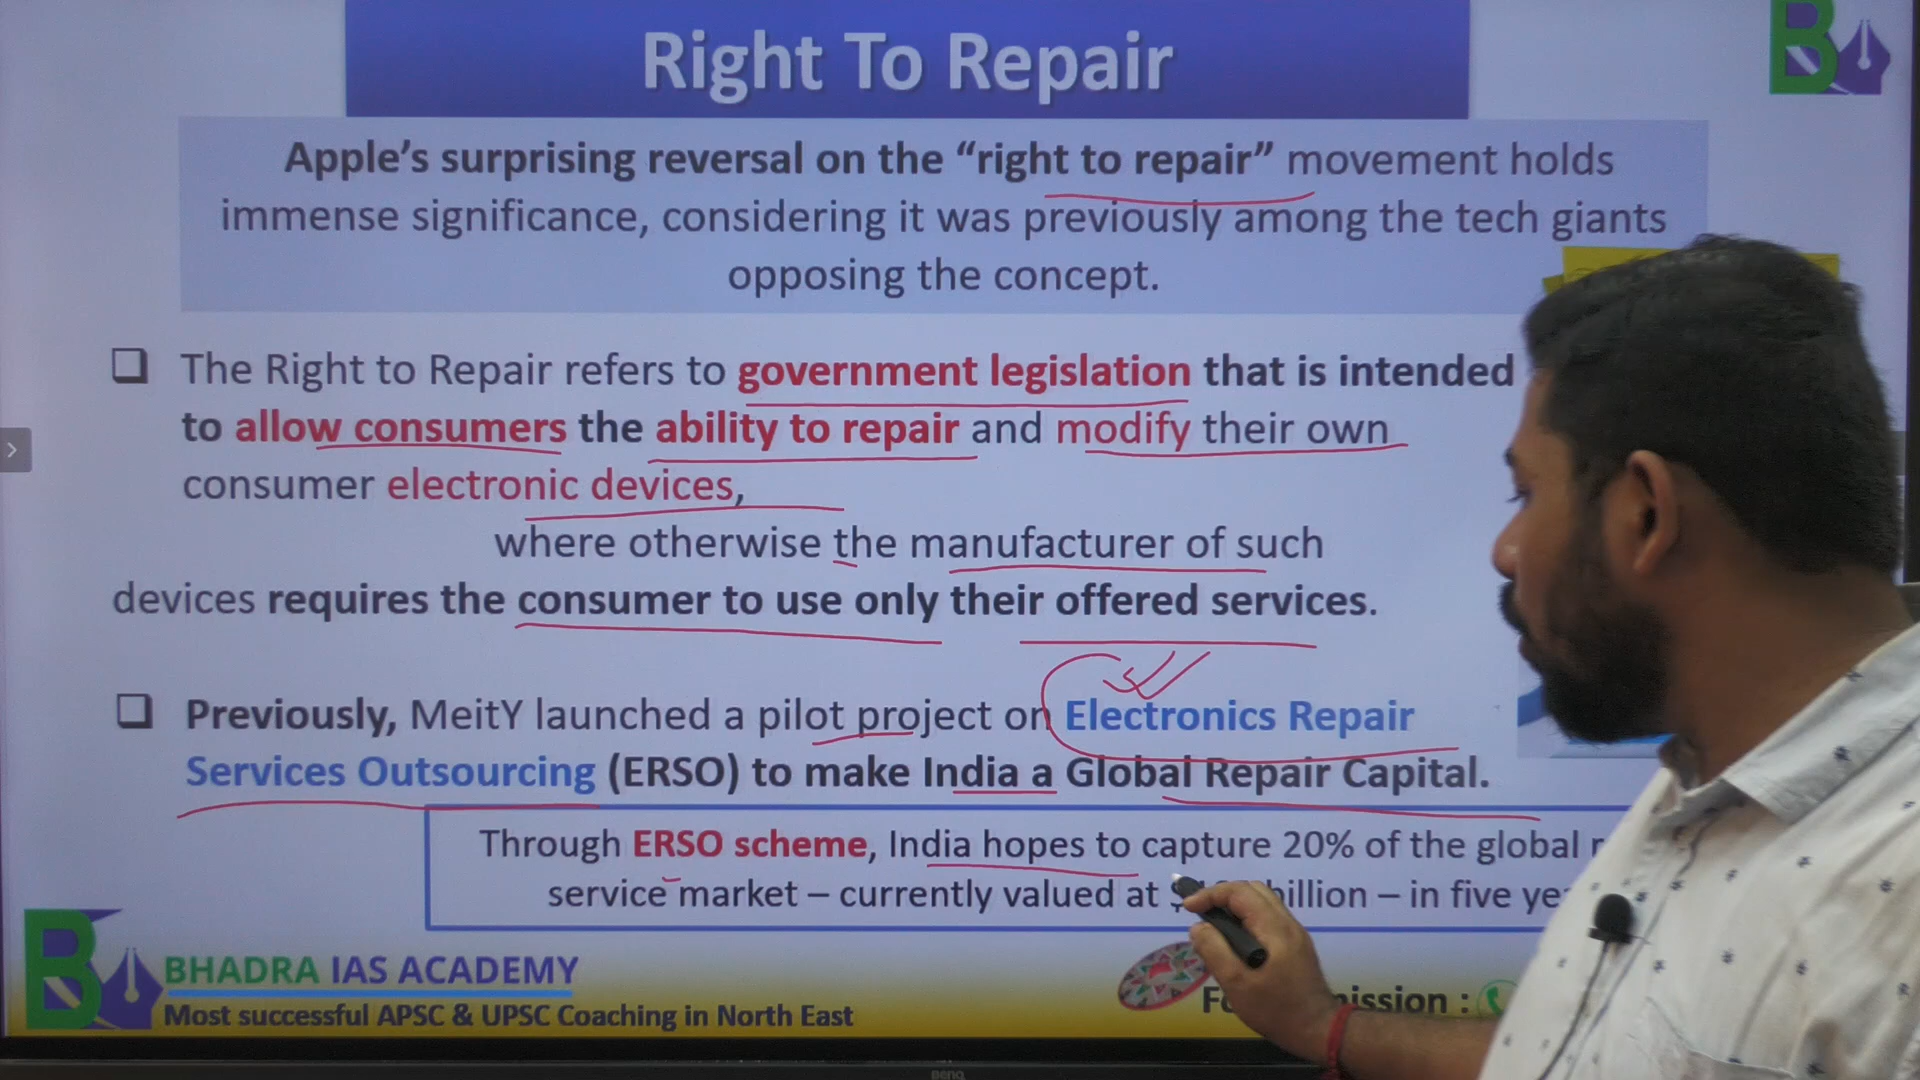 Right To Repair
Apple's surprising reversal on the “right to repair” movement holds
immense significance, considering it was previously among the tech giants
opposing the concept.
The Right to Repair refers to government legislation that is intended
to allow consumers the ability to repair and modify their own
consumer electronic devices,
where otherwise the manufacturer of such
devices requires the consumer to use only their offered services.
Previously, MeitY launched a pilot project on Electronics Repair
Services Outsourcing (ERSO) to make India a Global Repair Capital.
Through ERSO scheme, India hopes to capture 20% of the global
service market – currently valued at billion – in five
BHADRA IAS ACADEMY
Most successful APSC & UPSC Coaching in North East
BenQ